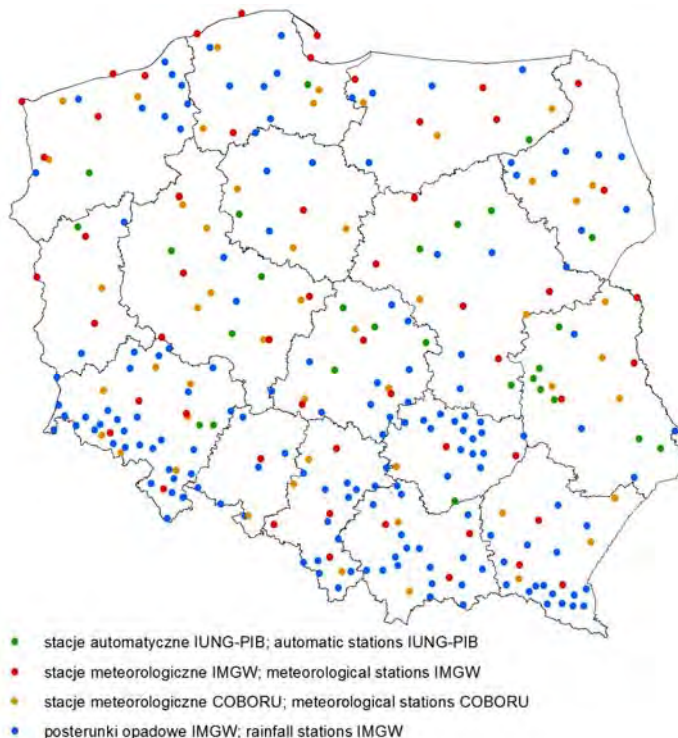 stacje automatyczne IUNG-PIB; automatic stations IUNG-PIB
stacje meteorologiczne IMGW; meteorological stations IMGW
stacje meteorologiczne COBORU; meteorological stations COBORU
posterunki opadowe IMGW; rainfall stations IMGW